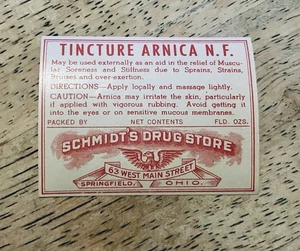 TINCTURE ARNICA N.F.
May be used externally as an aid in the relief of Muscu-
lar Soreness and Stiffness due to Sprains, Strains,
Bruises and over-exertion.
DIRECTIONS—Apply locally and massage lightly.
CAUTION—Arnica may irritate the skin, particularly
if applied with vigorous rubbing. Avoid getting it
into the eyes or on sensitive mucous membranes.
PACKED BY NET CONTENTS FLD. OZS.
SCHMIDT'S DRUG STORE
63 WEST MAIN STREET
SPRINGFIELD, OHIO.